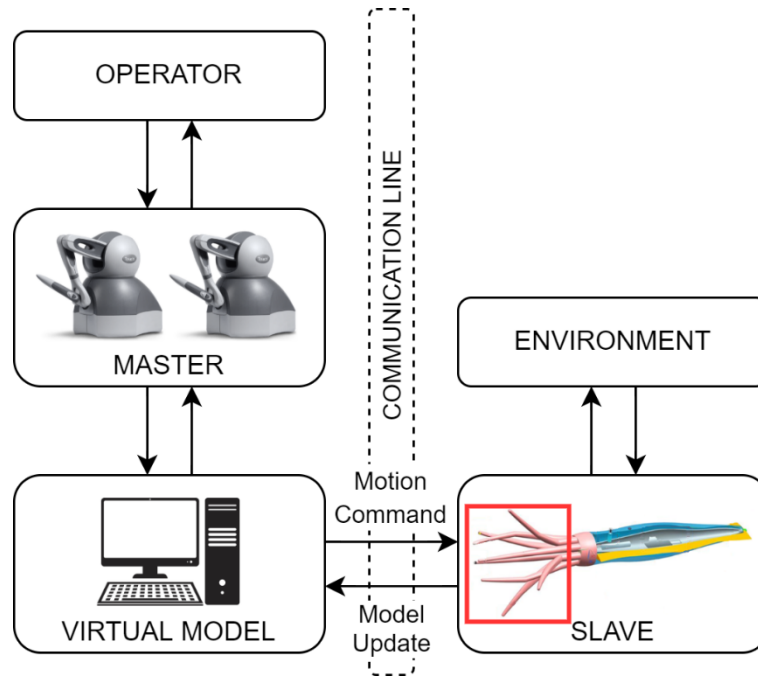 OPERATOR
MASTER
COMMUNICATION LINE
ENVIRONMENT
Motion
Command
Model
Update
VIRTUAL MODEL
SLAVE